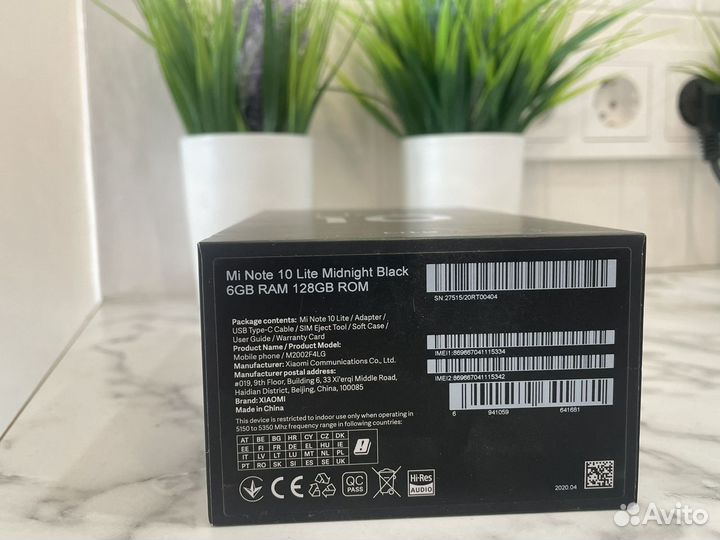 10
Mi Note 10 Lite Midnight Black
6GB RAM 128GB ROM
Package contents: Mi Note 10 Lite / Adapter /
USB Type-C Cable / SIM Eject Tool / Soft Case /
User Guide / Warranty Card
Product Name / Product Model:
Mobile phone / M2002F4LG
Manufacturer: Xiaomi Communications Co., Ltd.
Manufacturer postal address:
#019, 9th Floor, Building 6, 33 Xi'erqi Middle Road,
Haidian District, Beijing, China, 100085
Brand: XIAOMI
Made in China
This device is restricted to indoor use only when operating in
5150 to 5350 Mhz frequency range in following countries:
AT BE BG HR CY CZ DK
EE FI FR DE EL HU IE
IT LV LT LU MT NL PL
PT RO SK SI ES SE UK
CE
QC
PASS
Hi-Res
AUDIO
SN:27515/20RT00404
IMEI1:869667041115334
IMEI2:869667041115342
6 941059 641681
2020.04
Avito